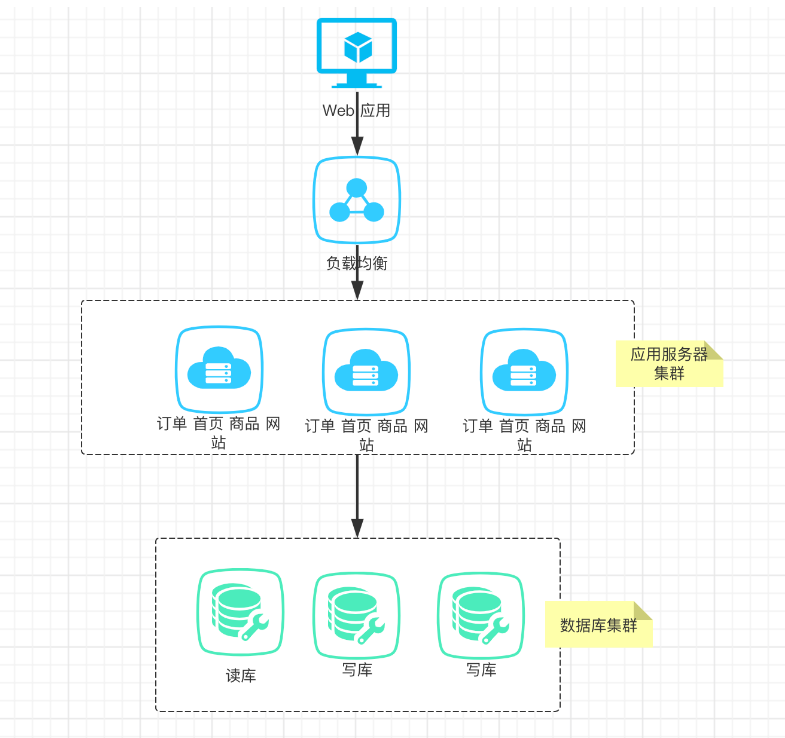 Web 应用
负载均衡
应用服务器
集群
订单 首页 商品 网
站
订单 首页 商品 网
站
订单 首页 商品 网
站
数据库集群
读库
写库
写库